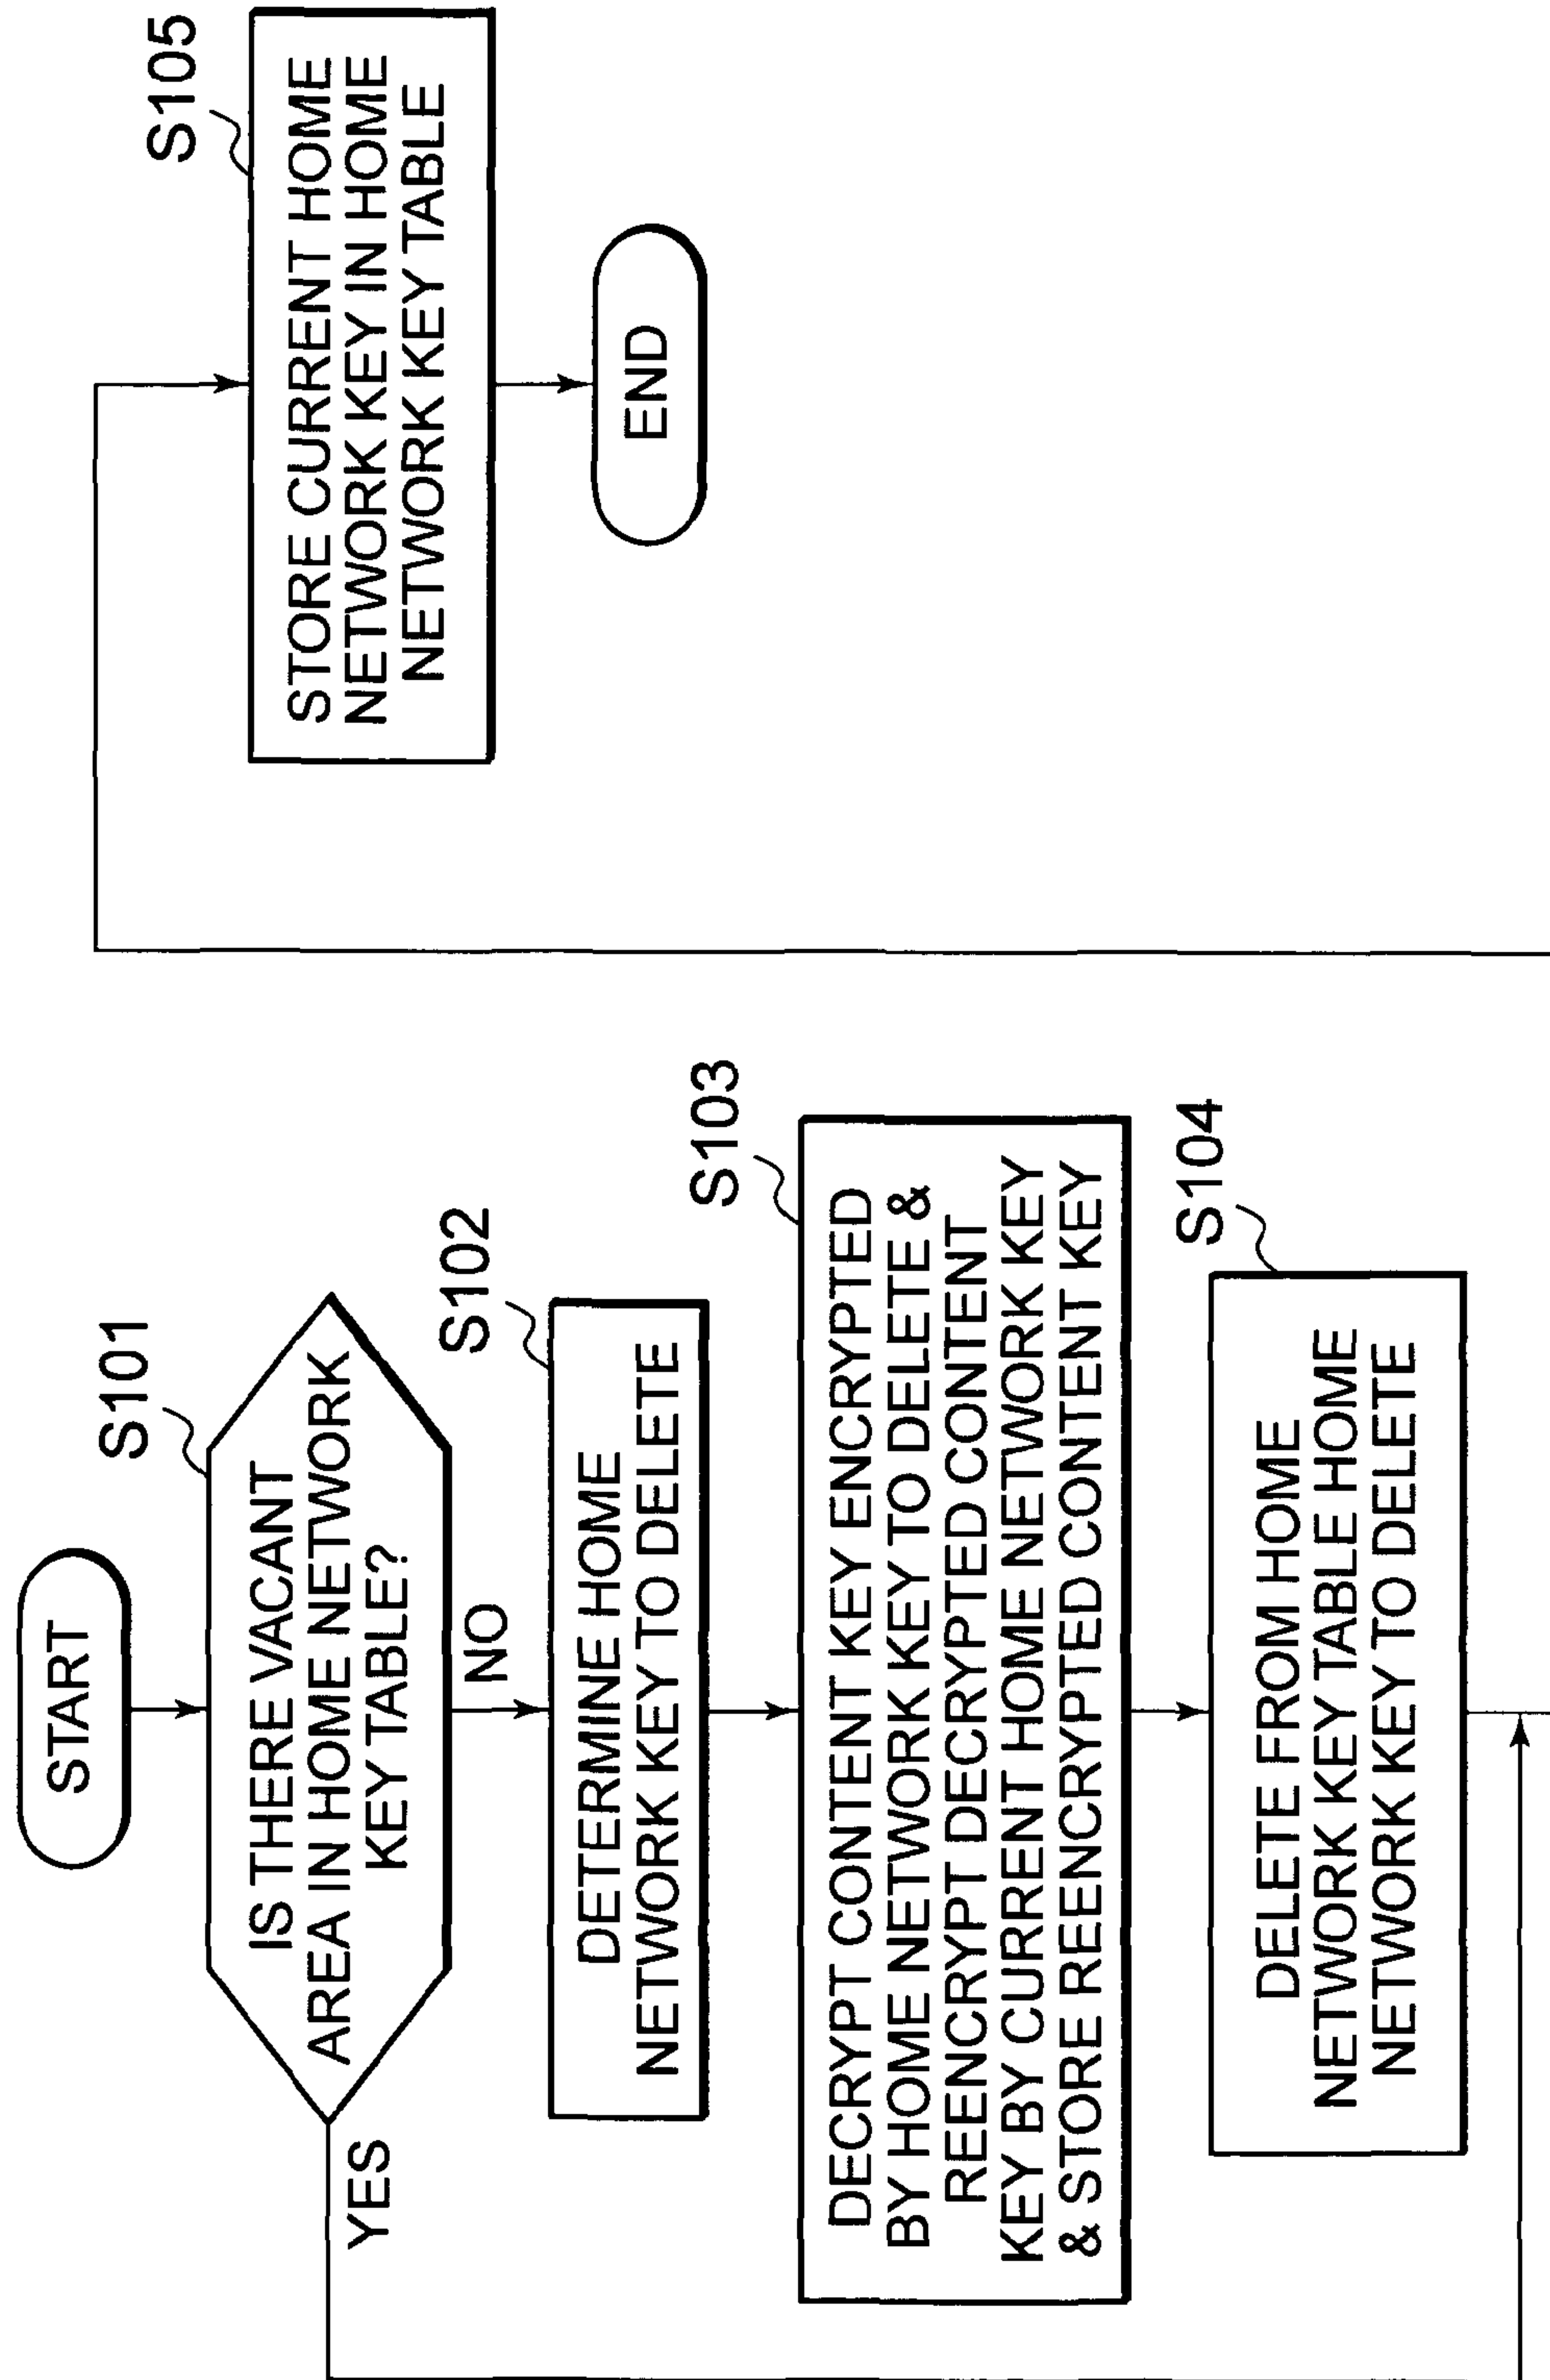 START
S101
IS THERE VACANT
AREA IN HOME NETWORK
KEY TABLE?
YES
NO
S102
DETERMINE HOME
NETWORK KEY TO DELETE
S103
DECRYPT CONTENT KEY ENCRYPTED
BY HOME NETWORK KEY TO DELETE &
REENCRYPT DECRYPTED CONTENT
KEY BY CURRENT HOME NETWORK KEY
& STORE REENCRYPTED CONTENT KEY
S104
DELETE FROM HOME
NETWORK KEY TABLE HOME
NETWORK KEY TO DELETE
S105
STORE CURRENT HOME
NETWORK KEY IN HOME
NETWORK KEY TABLE
END